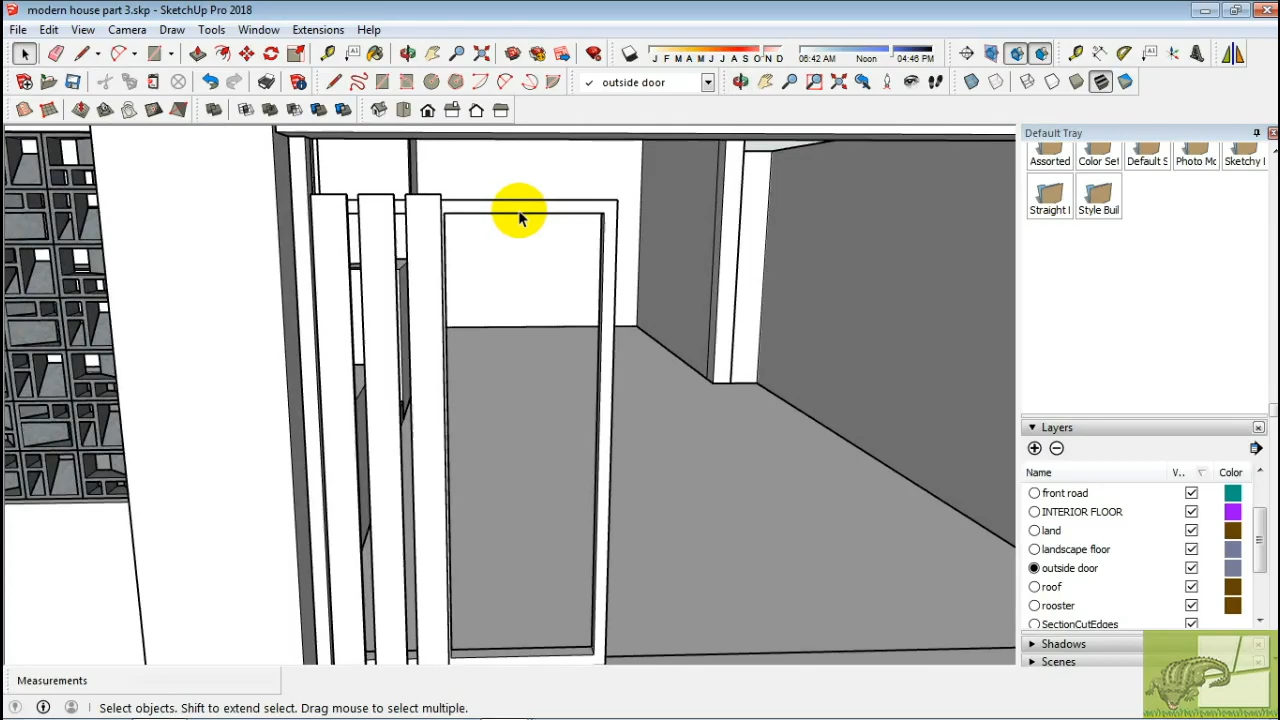 modern house part 3.skp - SketchUp Pro 2018
File Edit View Camera Draw Tools Window Extensions Help
J F M A M J J A S O N D
06:42 AM Noon 04:46 PM
outside door
Default Tray
Assorted Color Set Default S Photo Mo Sketchy I
Straight I Style Buil
Layers
Name V.. Color
front road
INTERIOR FLOOR
land
landscape floor
outside door
roof
rooster
SectionCutEdges
Shadows
Scenes
Measurements
Select objects. Shift to extend select. Drag mouse to select multiple.